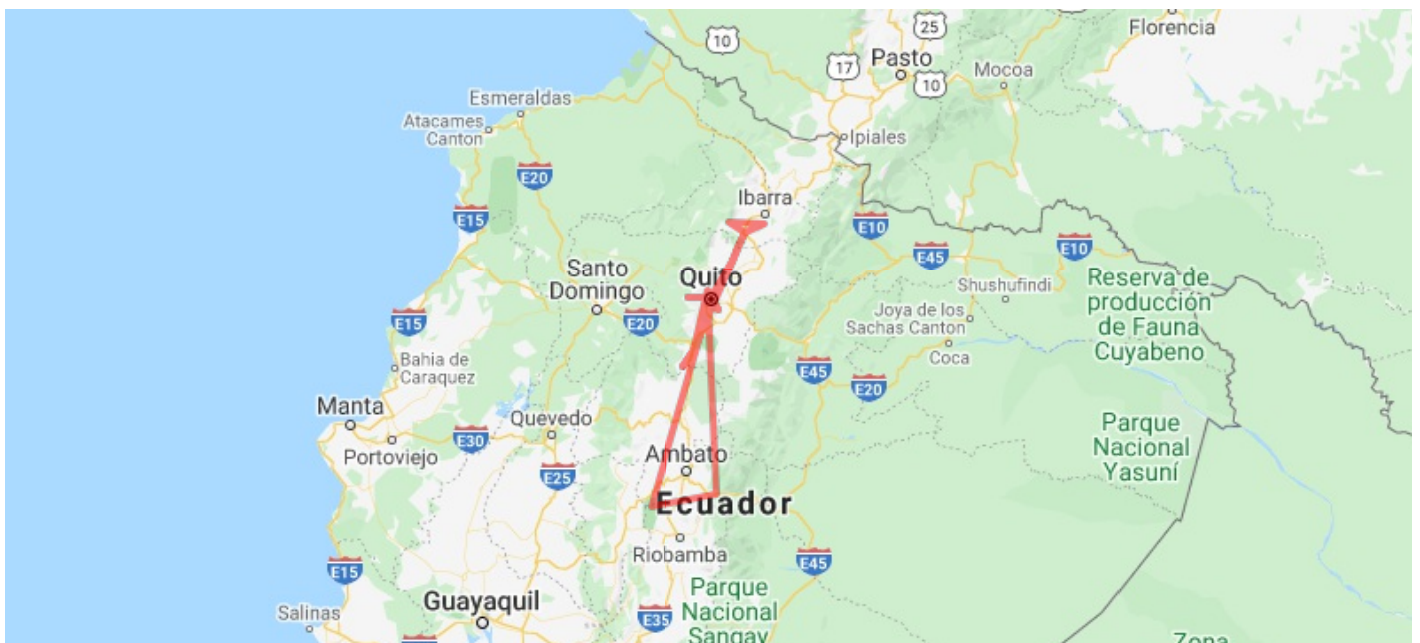 25
10
Florencia
Pasto
17
10
Mocoa
Esmeraldas
Atacames
Canton
Ipiales
E20
Ibarra
E15
E10
E45
E10
Quito
Santo
Domingo
Reserva de
producción
de Fauna
Cuyabeno
Shushufindi
Joya de los
Sachas Canton
E15
E20
Coca
Bahia de
Caraquez
E45
E20
Manta
Quevedo
Parque
Nacional
Yasuní
E30
Portoviejo
Ambato
E25
Ecuador
Riobamba
E45
E15
Parque
Nacional
Sangay
Guayaquil
Salinas
E35
Zona